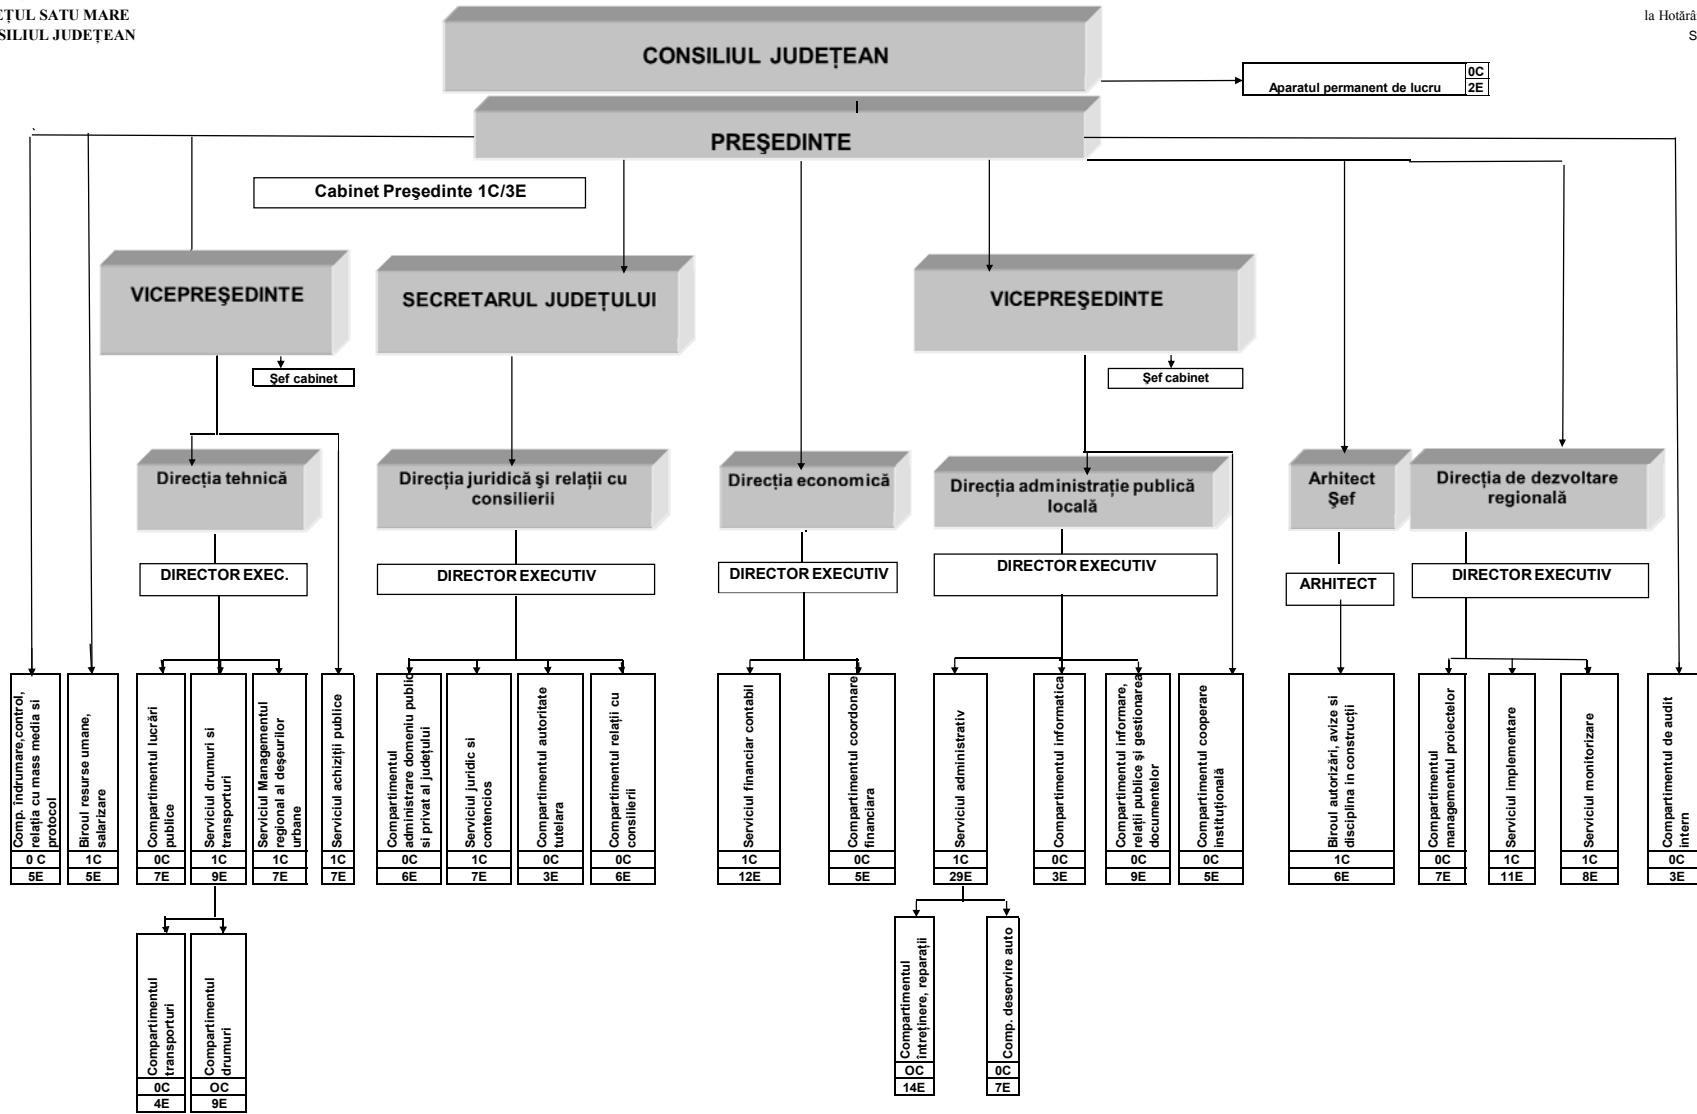 EȚUL SATU MARE
SILIUL JUDEȚEAN
la Hotărâ
S
CONSILIUL JUDEȚEAN
Aparatul permanent de lucru
0C
2E
PREŞEDINTE
Cabinet Preşedinte 1C/3E
VICEPREŞEDINTE
SECRETARUL JUDEȚULUI
VICEPREŞEDINTE
Şef cabinet
Şef cabinet
Direcția tehnică
Direcția juridică şi relații cu
consilierii
Direcția economică
Direcția administrație publică
locală
Arhitect
Şef
Direcția de dezvoltare
regională
DIRECTOR EXEC.
DIRECTOR EXECUTIV
DIRECTOR EXECUTIV
DIRECTOR EXECUTIV
ARHITECT
DIRECTOR EXECUTIV
Comp. îndrumare,control,
relația cu mass media si
protocol
0 C
5E
Biroul resurse umane,
salarizare
1C
5E
Compartimentul lucrări
publice
0C
7E
Serviciul drumuri si
transporturi
1C
9E
Serviciul Managementul
regional al deşeurilor
urbane
1C
7E
Serviciul achiziții publice
1C
7E
Compartimentul
administrare domeniu public
si privat al județului
0C
6E
Serviciul juridic si
contencios
1C
7E
Compartimentul autoritate
tutelara
0C
3E
Compartimentul relații cu
consilierii
0C
6E
Serviciul financiar contabil
1C
12E
Compartimentul coordonare
financiara
0C
5E
Serviciul administrativ
1C
29E
Compartimentul informatica
0C
3E
Compartimentul informare,
relații publice şi gestionarea
documentelor
0C
9E
Compartimentul cooperare
instituțională
0C
5E
Biroul autorizări, avize si
disciplina in construcții
1C
6E
Compartimentul
managementul proiectelor
0C
7E
Serviciul implementare
1C
11E
Serviciul monitorizare
1C
8E
Compartimentul de audit
intern
0C
3E
Compartimentul
transporturi
0C
4E
Compartimentul
drumuri
OC
9E
Compartimentul
întreținere, reparații
OC
14E
Comp. deservire auto
0C
7E